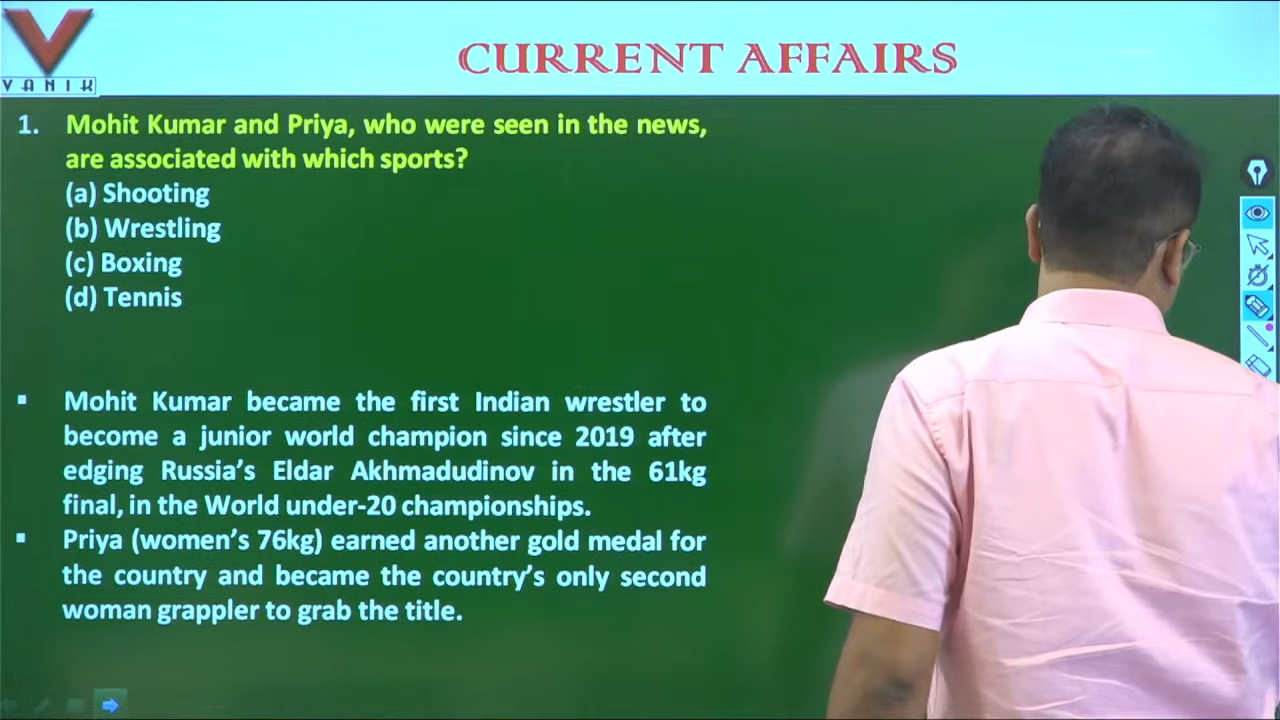 VANIK
CURRENT AFFAIRS
1. Mohit Kumar and Priya, who were seen in the news,
are associated with which sports?
(a) Shooting
(b) Wrestling
(c) Boxing
(d) Tennis
▪ Mohit Kumar became the first Indian wrestler to
become a junior world champion since 2019 after
edging Russia's Eldar Akhmadudinov in the 61kg
final, in the World under-20 championships.
▪ Priya (women's 76kg) earned another gold medal for
the country and became the country's only second
woman grappler to grab the title.